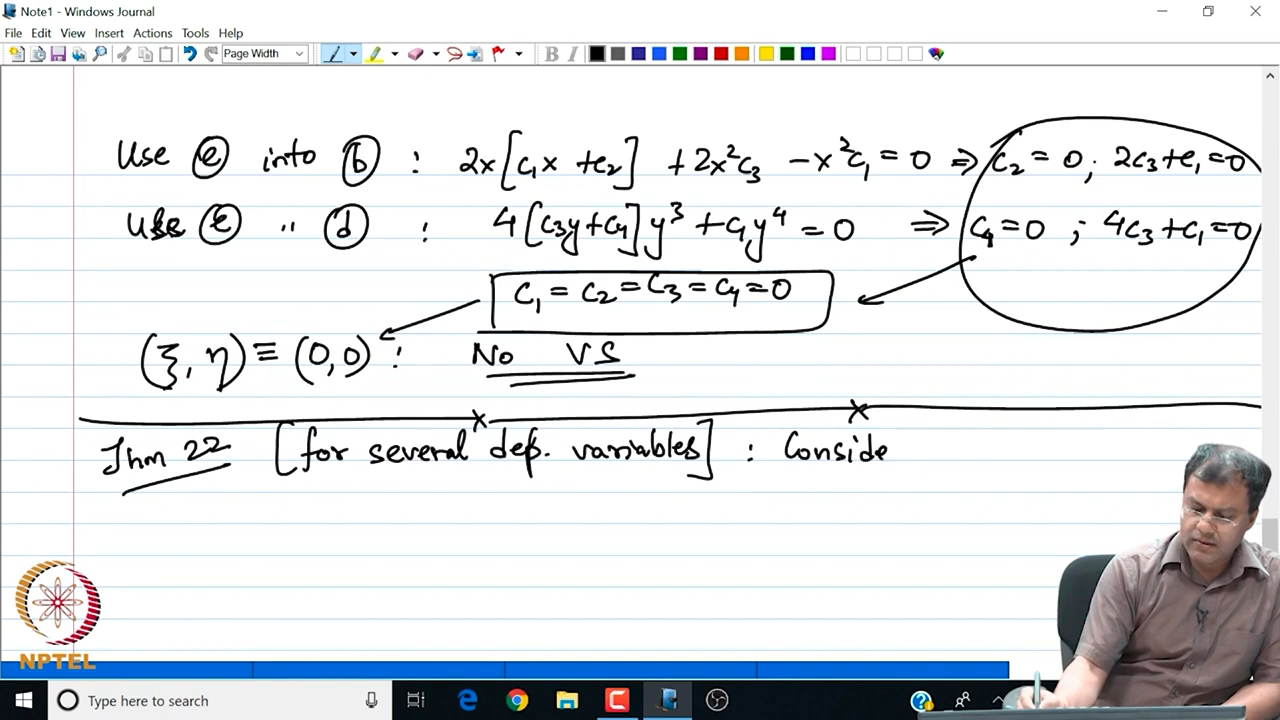 Note1 - Windows Journal
File Edit View Insert Actions Tools Help
Page Width
Use ⓔ into ⓑ : 2x[c₁x + c₂] + 2x²c₃ - x²c₁ = 0 ⇒ c₂ = 0; 2c₃ + c₁ = 0
Use ⓔ " ⓓ : 4[c₃y + c₄]y³ + c₁y⁴ = 0 ⇒ c₄ = 0 ; 4c₃ + c₁ = 0
c₁ = c₂ = c₃ = c₄ = 0
(ξ, η) ≡ (0,0) : No VS
Thm 22 [for several dep. variables] : Conside
NPTEL
Type here to search